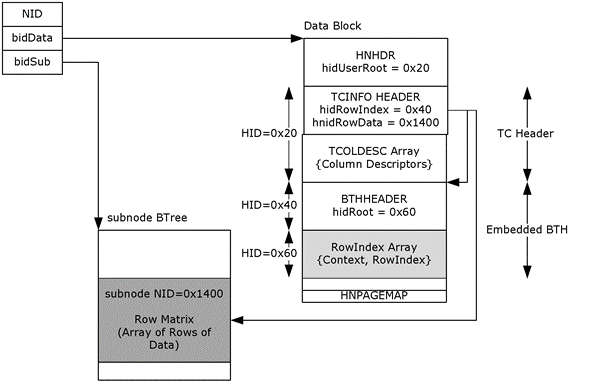 NID
bidData
bidSub
Data Block
HNHDR
hidUserRoot = 0x20
TCINFO HEADER
hidRowIndex = 0x40
hnidRowData = 0x1400
HID=0x20
TC Header
TCOLDESC Array
{Column Descriptors}
HID=0x40
BTHHEADER
hidRoot = 0x60
Embedded BTH
HID=0x60
RowIndex Array
{Context, RowIndex}
HNPAGEMAP
subnode BTree
subnode NID=0x1400
Row Matrix
(Array of Rows of
Data)